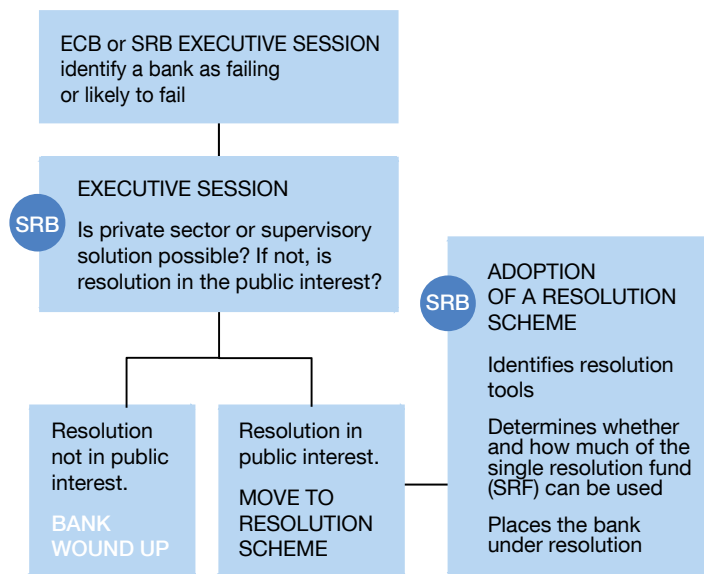 ECB or SRB EXECUTIVE SESSION
identify a bank as failing
or likely to fail
SRB
EXECUTIVE SESSION
Is private sector or supervisory
solution possible? If not, is
resolution in the public interest?
Resolution
not in public
interest.
BANK
WOUND UP
Resolution in
public interest.
MOVE TO
RESOLUTION
SCHEME
SRB
ADOPTION
OF A RESOLUTION
SCHEME
Identifies resolution
tools
Determines whether
and how much of the
single resolution fund
(SRF) can be used
Places the bank
under resolution